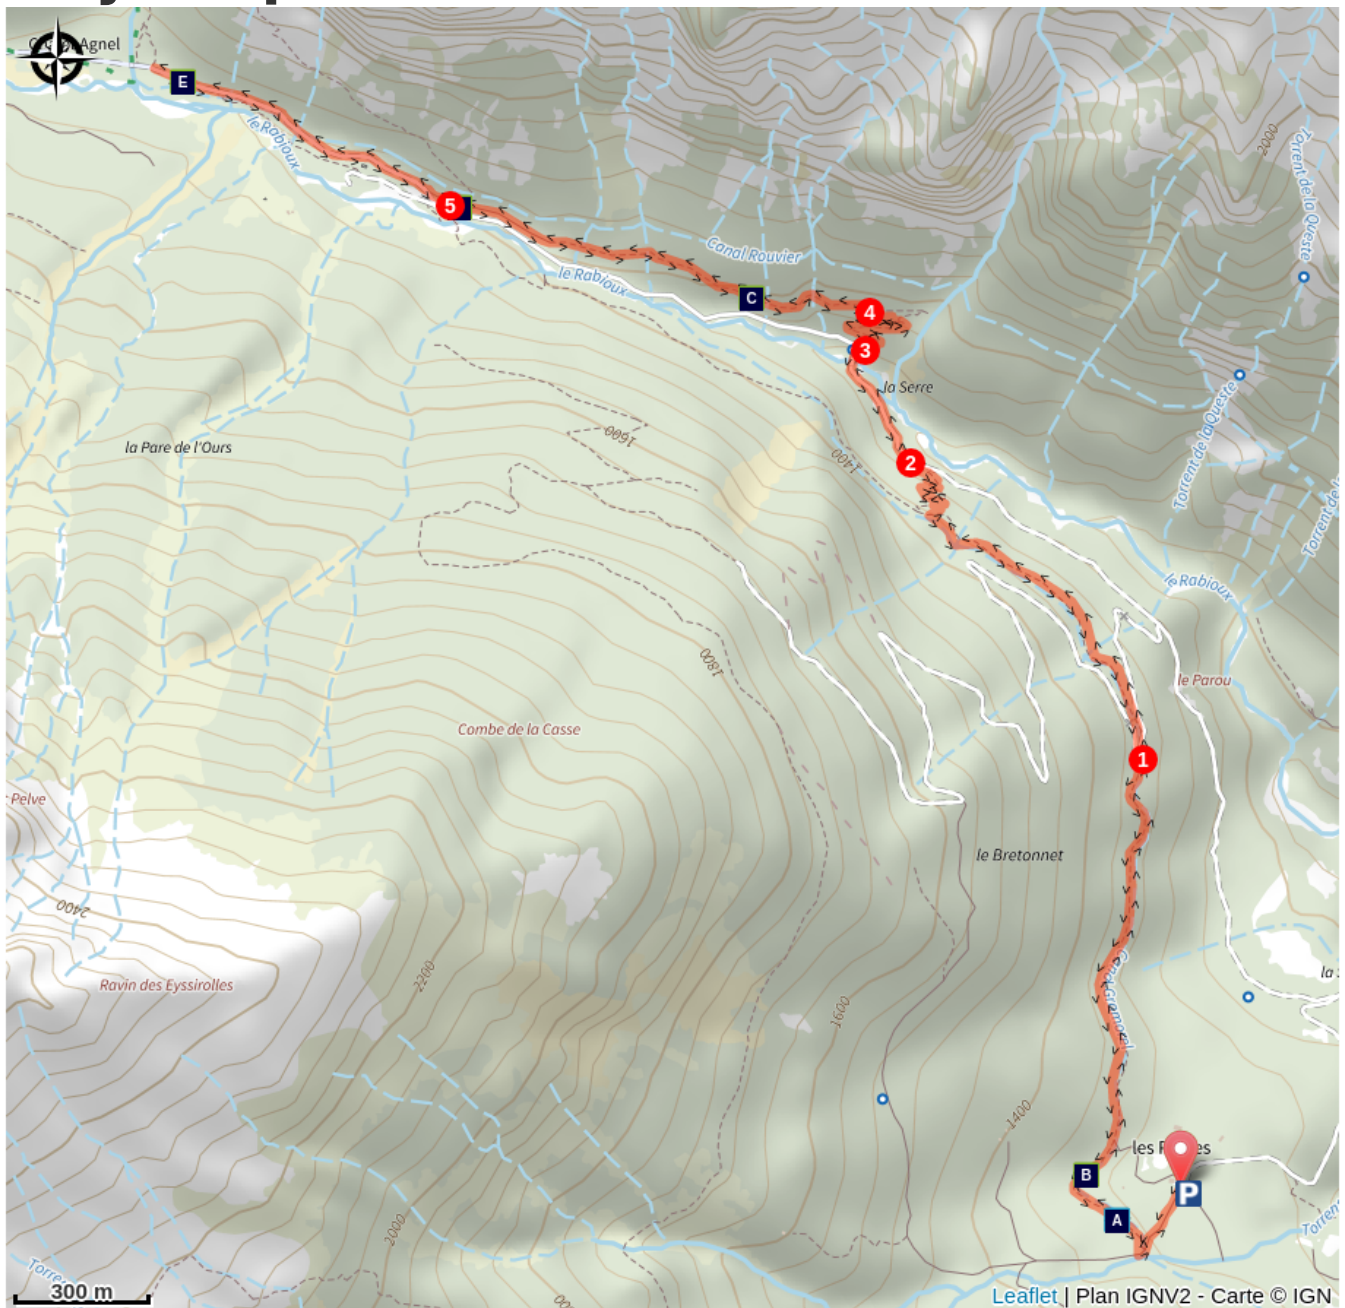 Agnel
E
le Rabioux
5
Canal Rouvier
le Rabioux
C
4
3
la Serre
2000
Torrent de la Queste
Torrent de la Queste
la Pare de l'Ours
1600
1400
2
le Rabioux
le Parou
1800
Combe de la Casse
1
Pelve
le Bretonnet
2400
Ravin des Eyssirolles
2200
1600
la
1400
B
P
A
2000
300 m
Leaflet | Plan IGNV2 - Carte © IGN